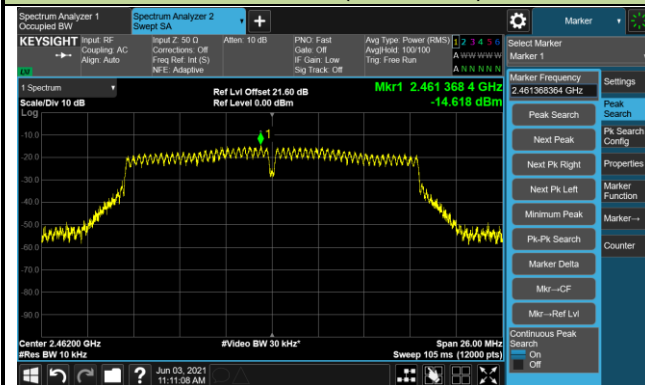 Spectrum Analyzer 1
Occupied BW
Spectrum Analyzer 2
Swept SA
Marker
KEYSIGHT
Input: RF
Coupling: AC
Align: Auto
Input Z: 50 Ω
Corrections: Off
Freq Ref: Int (S)
NFE: Adaptive
Atten: 10 dB
PNO: Fast
Gate: Off
IF Gain: Low
Sig Track: Off
Avg Type: Power (RMS)
Avg|Hold: 100/100
Trig: Free Run
1 2 3 4 5 6
A W W W W W
A N N N N N
Select Marker
Marker 1
1 Spectrum
Scale/Div 10 dB
Log
Ref Lvl Offset 21.60 dB
Ref Level 0.00 dBm
Mkr1 2.461 368 4 GHz
-14.618 dBm
1
-10.0
-20.0
-30.0
-40.0
-50.0
-60.0
-70.0
-80.0
-90.0
Center 2.46200 GHz
#Res BW 10 kHz
#Video BW 30 kHz*
Span 26.00 MHz
Sweep 105 ms (12000 pts)
Marker Frequency
2.461368364 GHz
Peak Search
Next Peak
Next Pk Right
Next Pk Left
Minimum Peak
Pk-Pk Search
Marker Delta
Mkr→CF
Mkr→Ref Lvl
Continuous Peak
Search
On
Off
Settings
Peak
Search
Pk Search
Config
Properties
Marker
Function
Marker→
Counter
Jun 03, 2021
11:11:08 AM